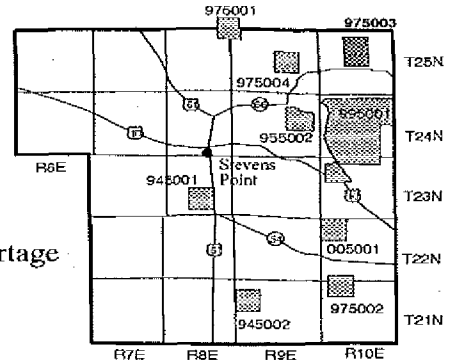 975001
975003
T25N
975004
955002
995001
T24N
R6E
Stevens
Point
945001
T23N
rtage
005001
T22N
975002
945002
T21N
R7E R8E R9E R10E